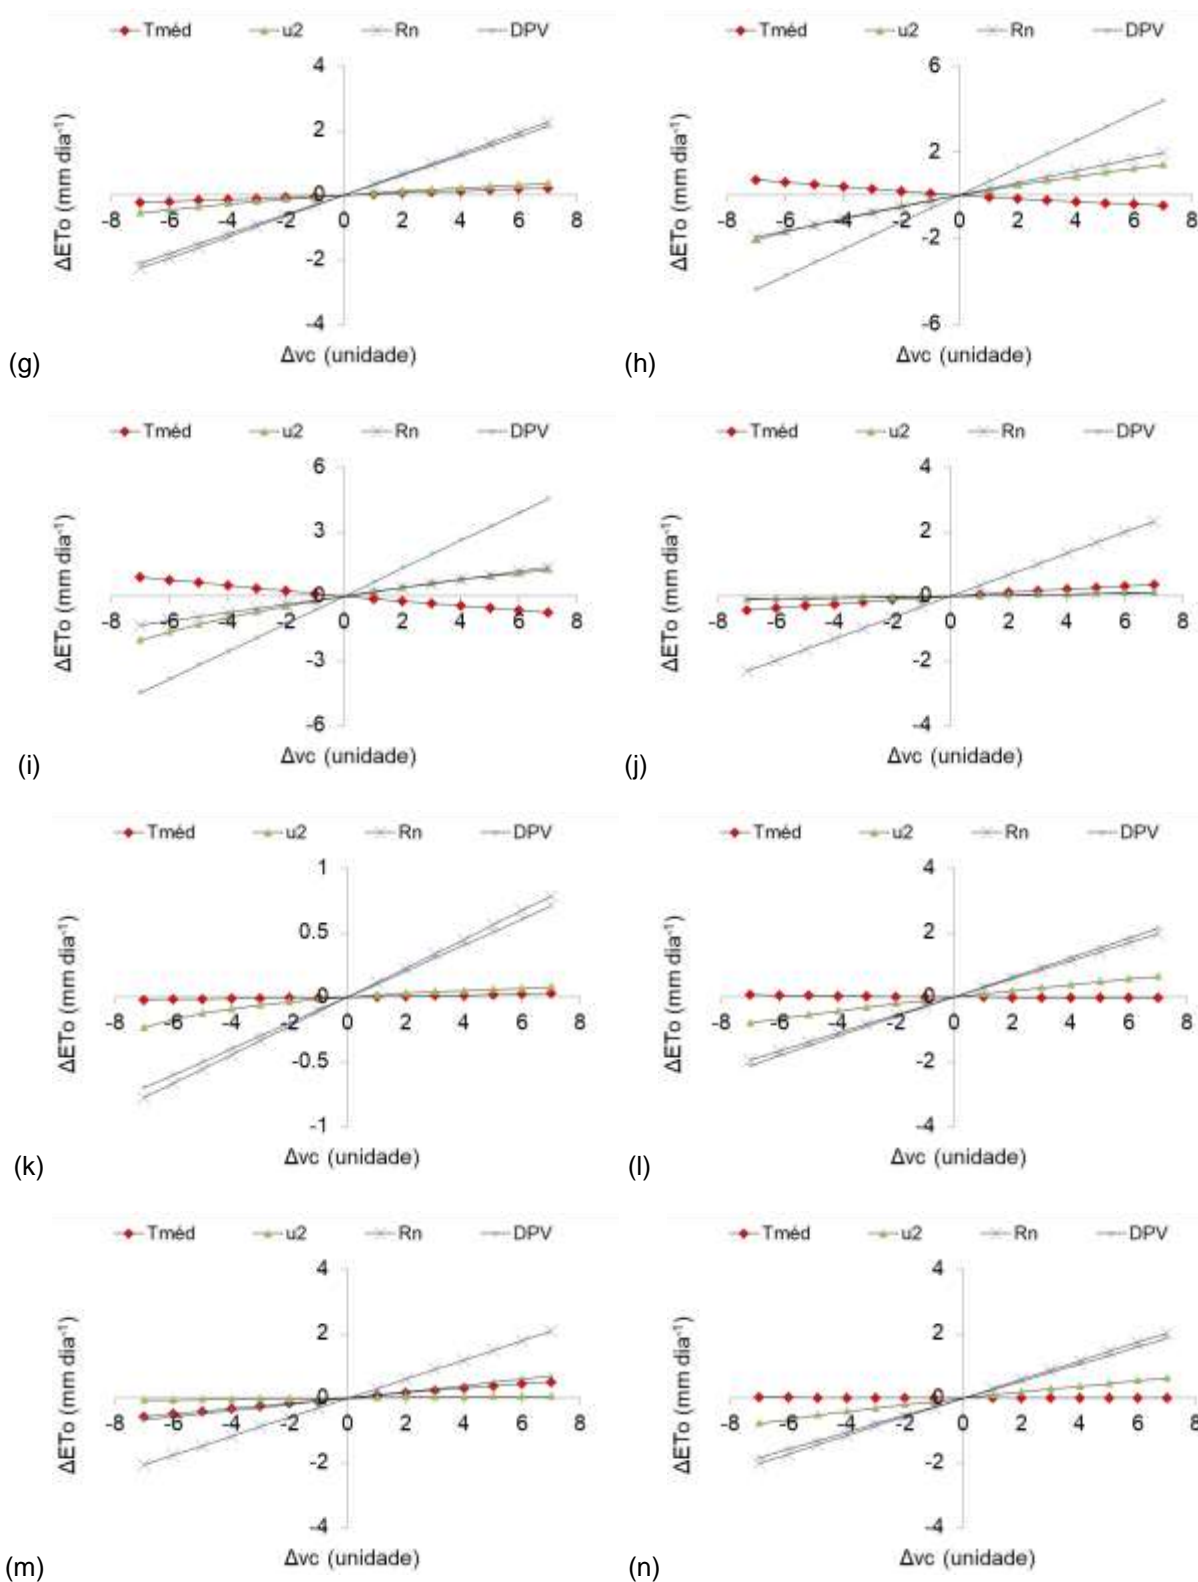 Tméd u2 Rn DPV
4
2
0
-8 -6 -4 -2 0 2 4 6 8
-2
-4
ΔETo (mm dia-1)
Δvc (unidade)
(g)
Tméd u2 Rn DPV
6
2
-8 -6 -4 -2 0 2 4 6 8
-2
-6
ΔETo (mm dia-1)
Δvc (unidade)
(h)
Tméd u2 Rn DPV
6
3
0
-8 -6 -4 -2 0 2 4 6 8
-3
-6
ΔETo (mm dia-1)
Δvc (unidade)
(i)
Tméd u2 Rn DPV
4
2
0
-8 -6 -4 -2 0 2 4 6 8
-2
-4
ΔETo (mm dia-1)
Δvc (unidade)
(j)
Tméd u2 Rn DPV
1
0.5
0
-8 -6 -4 -2 0 2 4 6 8
-0.5
-1
ΔETo (mm dia-1)
Δvc (unidade)
(k)
Tméd u2 Rn DPV
4
2
0
-8 -6 -4 -2 0 2 4 6 8
-2
-4
ΔETo (mm dia-1)
Δvc (unidade)
(l)
Tméd u2 Rn DPV
4
2
0
-8 -6 -4 -2 0 2 4 6 8
-2
-4
ΔETo (mm dia-1)
Δvc (unidade)
(m)
Tméd u2 Rn DPV
4
2
0
-8 -6 -4 -2 0 2 4 6 8
-2
-4
ΔETo (mm dia-1)
Δvc (unidade)
(n)